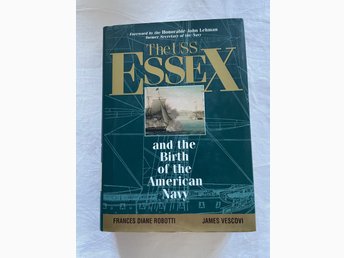 Foreword by the Honorable John Lehman
former Secretary of the Navy
The USS
ESSEX
and the
Birth
of the
American
Navy
FRANCES DIANE ROBOTTI JAMES VESCOVI